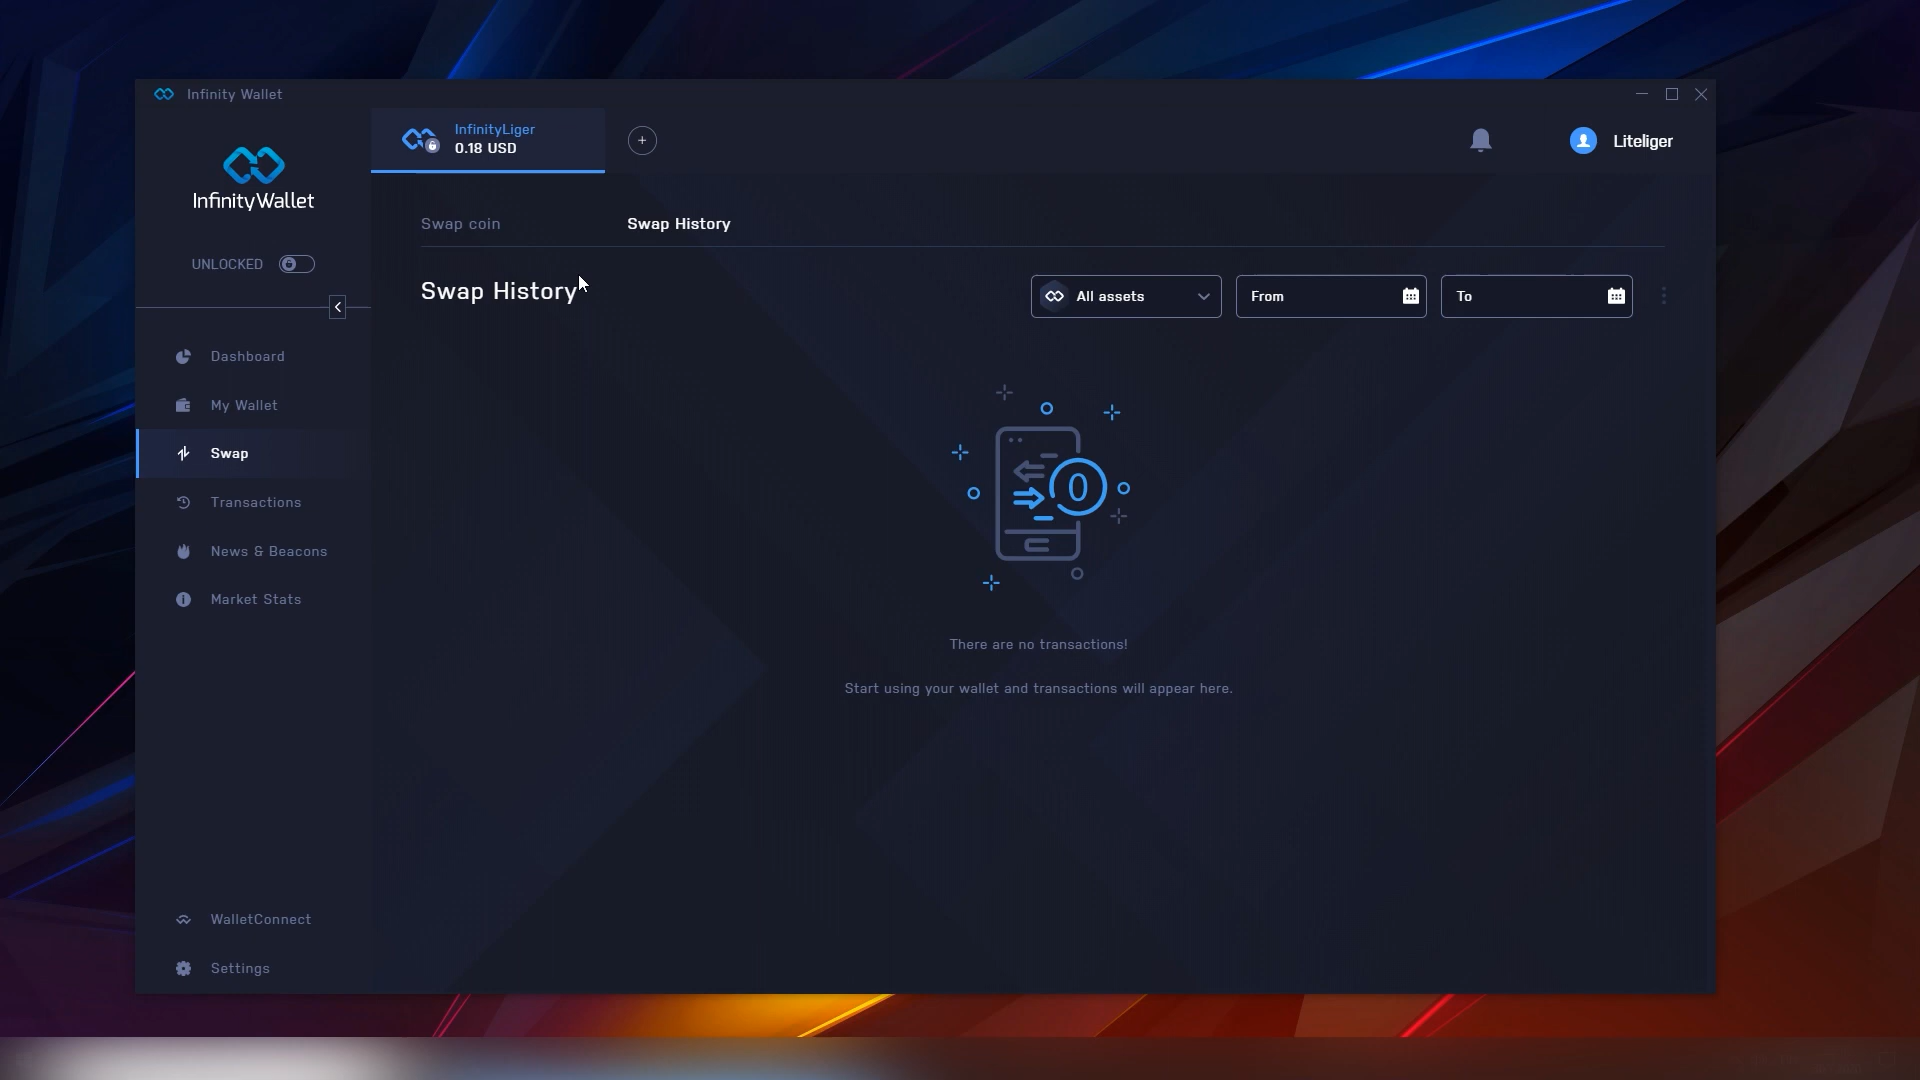 Infinity Wallet
InfinityLiger
0.18 USD
+
Liteliger
InfinityWallet
UNLOCKED
Swap coin
Swap History
Swap History
All assets
From
To
Dashboard
My Wallet
Swap
Transactions
News & Beacons
Market Stats
0
There are no transactions!
Start using your wallet and transactions will appear here.
WalletConnect
Settings